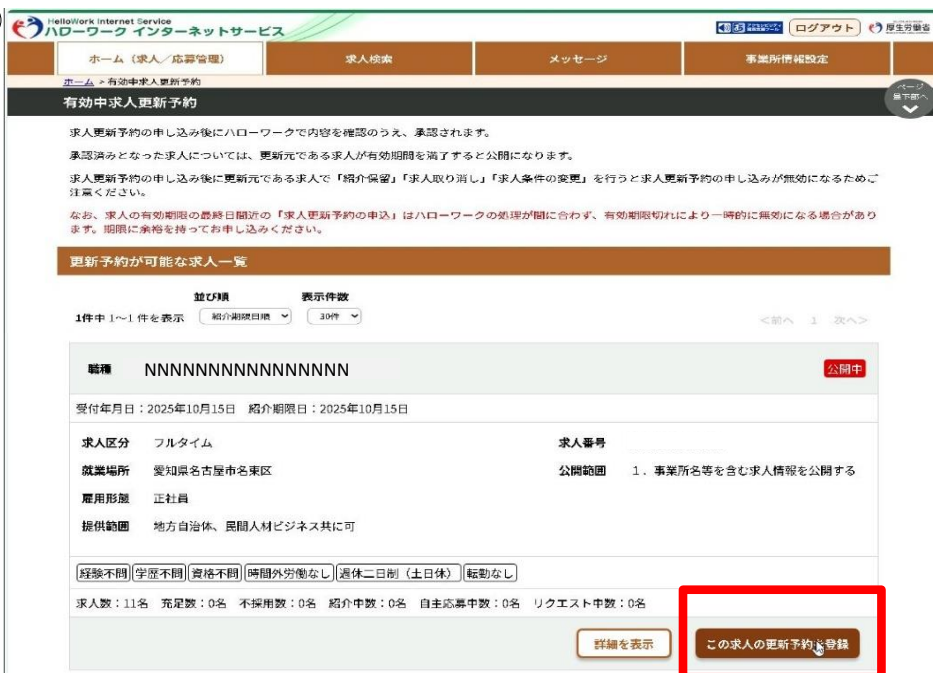 HelloWork Internet Service
ハローワーク インターネットサービス
ログアウト
厚生労働省
ホーム（求人／応募管理）
求人検索
メッセージ
事業所情報設定
ホーム > 有効中求人更新予約
有効中求人更新予約
ページ
最下部へ
求人更新予約の申し込み後にハローワークで内容を確認のうえ、承認されます。
承認済みとなった求人については、更新元である求人が有効期間を満了すると公開になります。
求人更新予約の申し込み後に更新元である求人で「紹介保留」「求人取り消し」「求人条件の変更」を行うと求人更新予約の申し込みが無効になるためご
注意ください。
なお、求人の有効期限の最終日間近の「求人更新予約の申込」はハローワークの処理が間に合わず、有効期限切れにより一時的に無効になる場合があり
ます。期限に余裕を持ってお申し込みください。
更新予約が可能な求人一覧
並び順 表示件数
1件中 1～1 件を表示 紹介期限日順 30件
<前へ 1 次へ>
職種 NNNNNNNNNNNNNNNN 公開中
受付年月日：2025年10月15日 紹介期限日：2025年10月15日
求人区分 フルタイム 求人番号
就業場所 愛知県名古屋市名東区 公開範囲 1．事業所名等を含む求人情報を公開する
雇用形態 正社員
提供範囲 地方自治体、民間人材ビジネス共に可
経験不問 学歴不問 資格不問 時間外労働なし 週休二日制（土日休） 転勤なし
求人数：11名 充足数：0名 不採用数：0名 紹介中数：0名 自主応募中数：0名 リクエスト中数：0名
詳細を表示 この求人の更新予約を登録